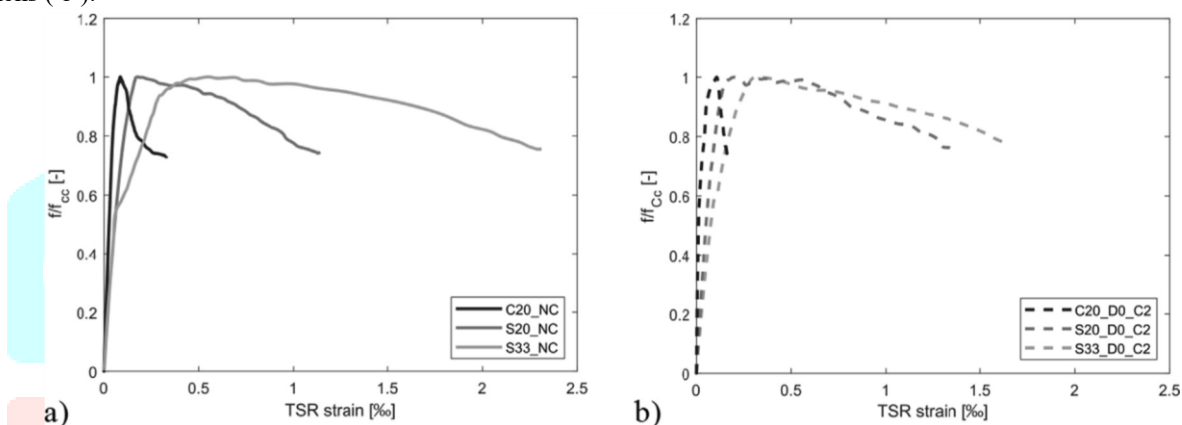 1.2
1
0.8
0.6
0.4
0.2
0
f/fcc [-]
0 0.5 1 1.5 2 2.5
TSR strain [‰]
C20_NC
S20_NC
S33_NC
a)
1.2
1
0.8
0.6
0.4
0.2
0
f/fCc [-]
0 0.5 1 1.5 2 2.5
TSR strain [‰]
C20_D0_C2
S20_D0_C2
S33_D0_C2
b)